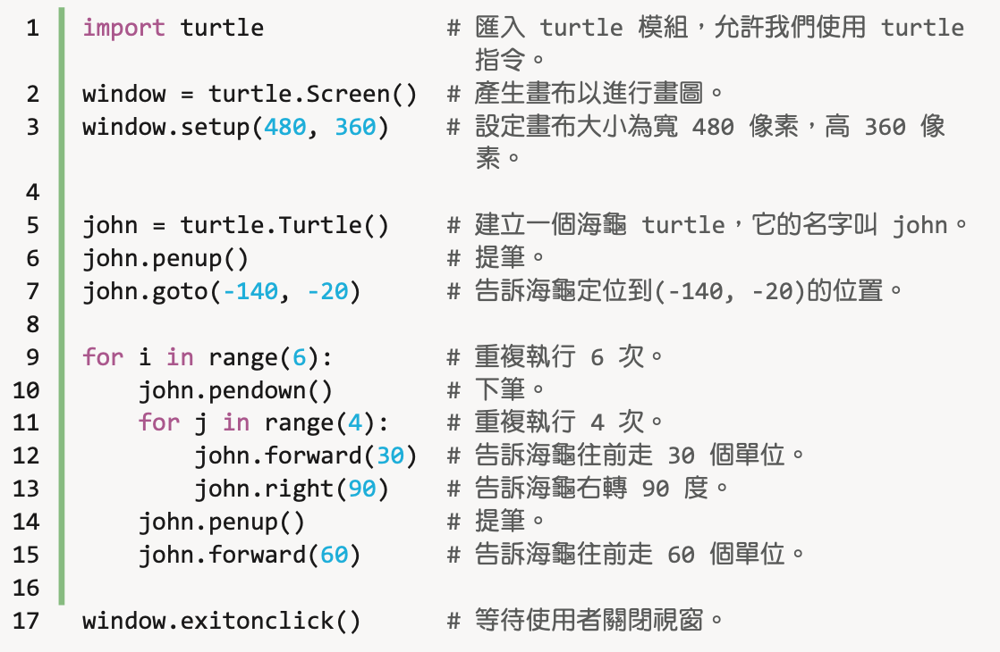 1 import turtle # 匯入 turtle 模組，允許我們使用 turtle
指令。
2 window = turtle.Screen() # 產生畫布以進行畫圖。
3 window.setup(480, 360) # 設定畫布大小為寬 480 像素，高 360 像
素。
4
5 john = turtle.Turtle() # 建立一個海龜 turtle，它的名字叫 john。
6 john.penup() # 提筆。
7 john.goto(-140, -20) # 告訴海龜定位到(-140, -20)的位置。
8
9 for i in range(6): # 重複執行 6 次。
10     john.pendown() # 下筆。
11     for j in range(4): # 重複執行 4 次。
12         john.forward(30) # 告訴海龜往前走 30 個單位。
13         john.right(90) # 告訴海龜右轉 90 度。
14     john.penup() # 提筆。
15     john.forward(60) # 告訴海龜往前走 60 個單位。
16
17 window.exitonclick() # 等待使用者關閉視窗。